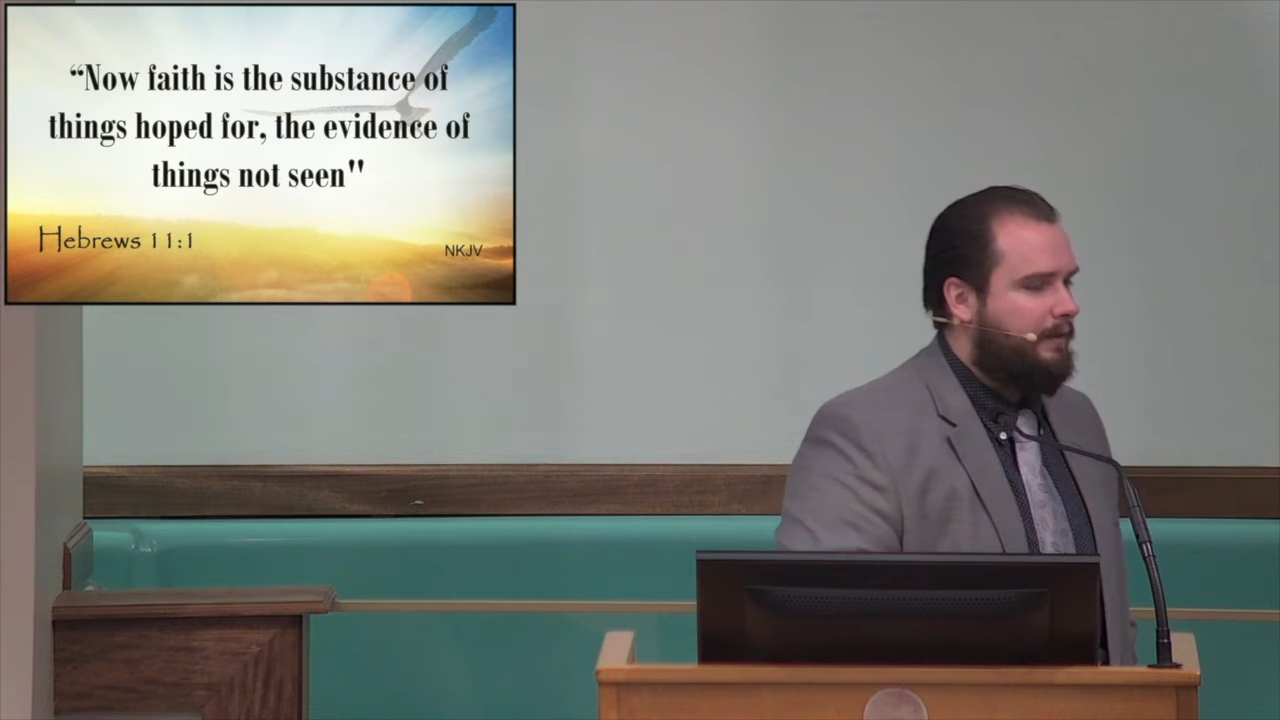 “Now faith is the substance of
things hoped for, the evidence of
things not seen"
Hebrews 11:1
NKJV